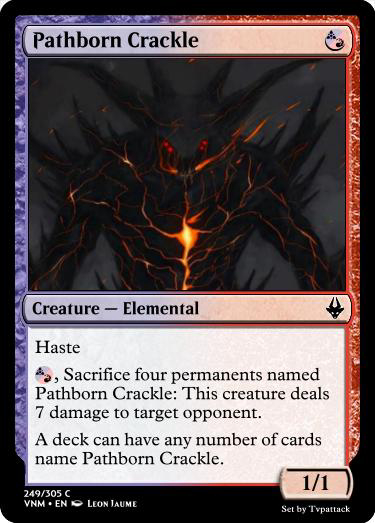 Pathborn Crackle
Creature — Elemental
Haste
, Sacrifice four permanents named
Pathborn Crackle: This creature deals
7 damage to target opponent.
A deck can have any number of cards
name Pathborn Crackle.
1/1
249/305 C
VNM • EN Leon Jaume
Set by Tvpattack